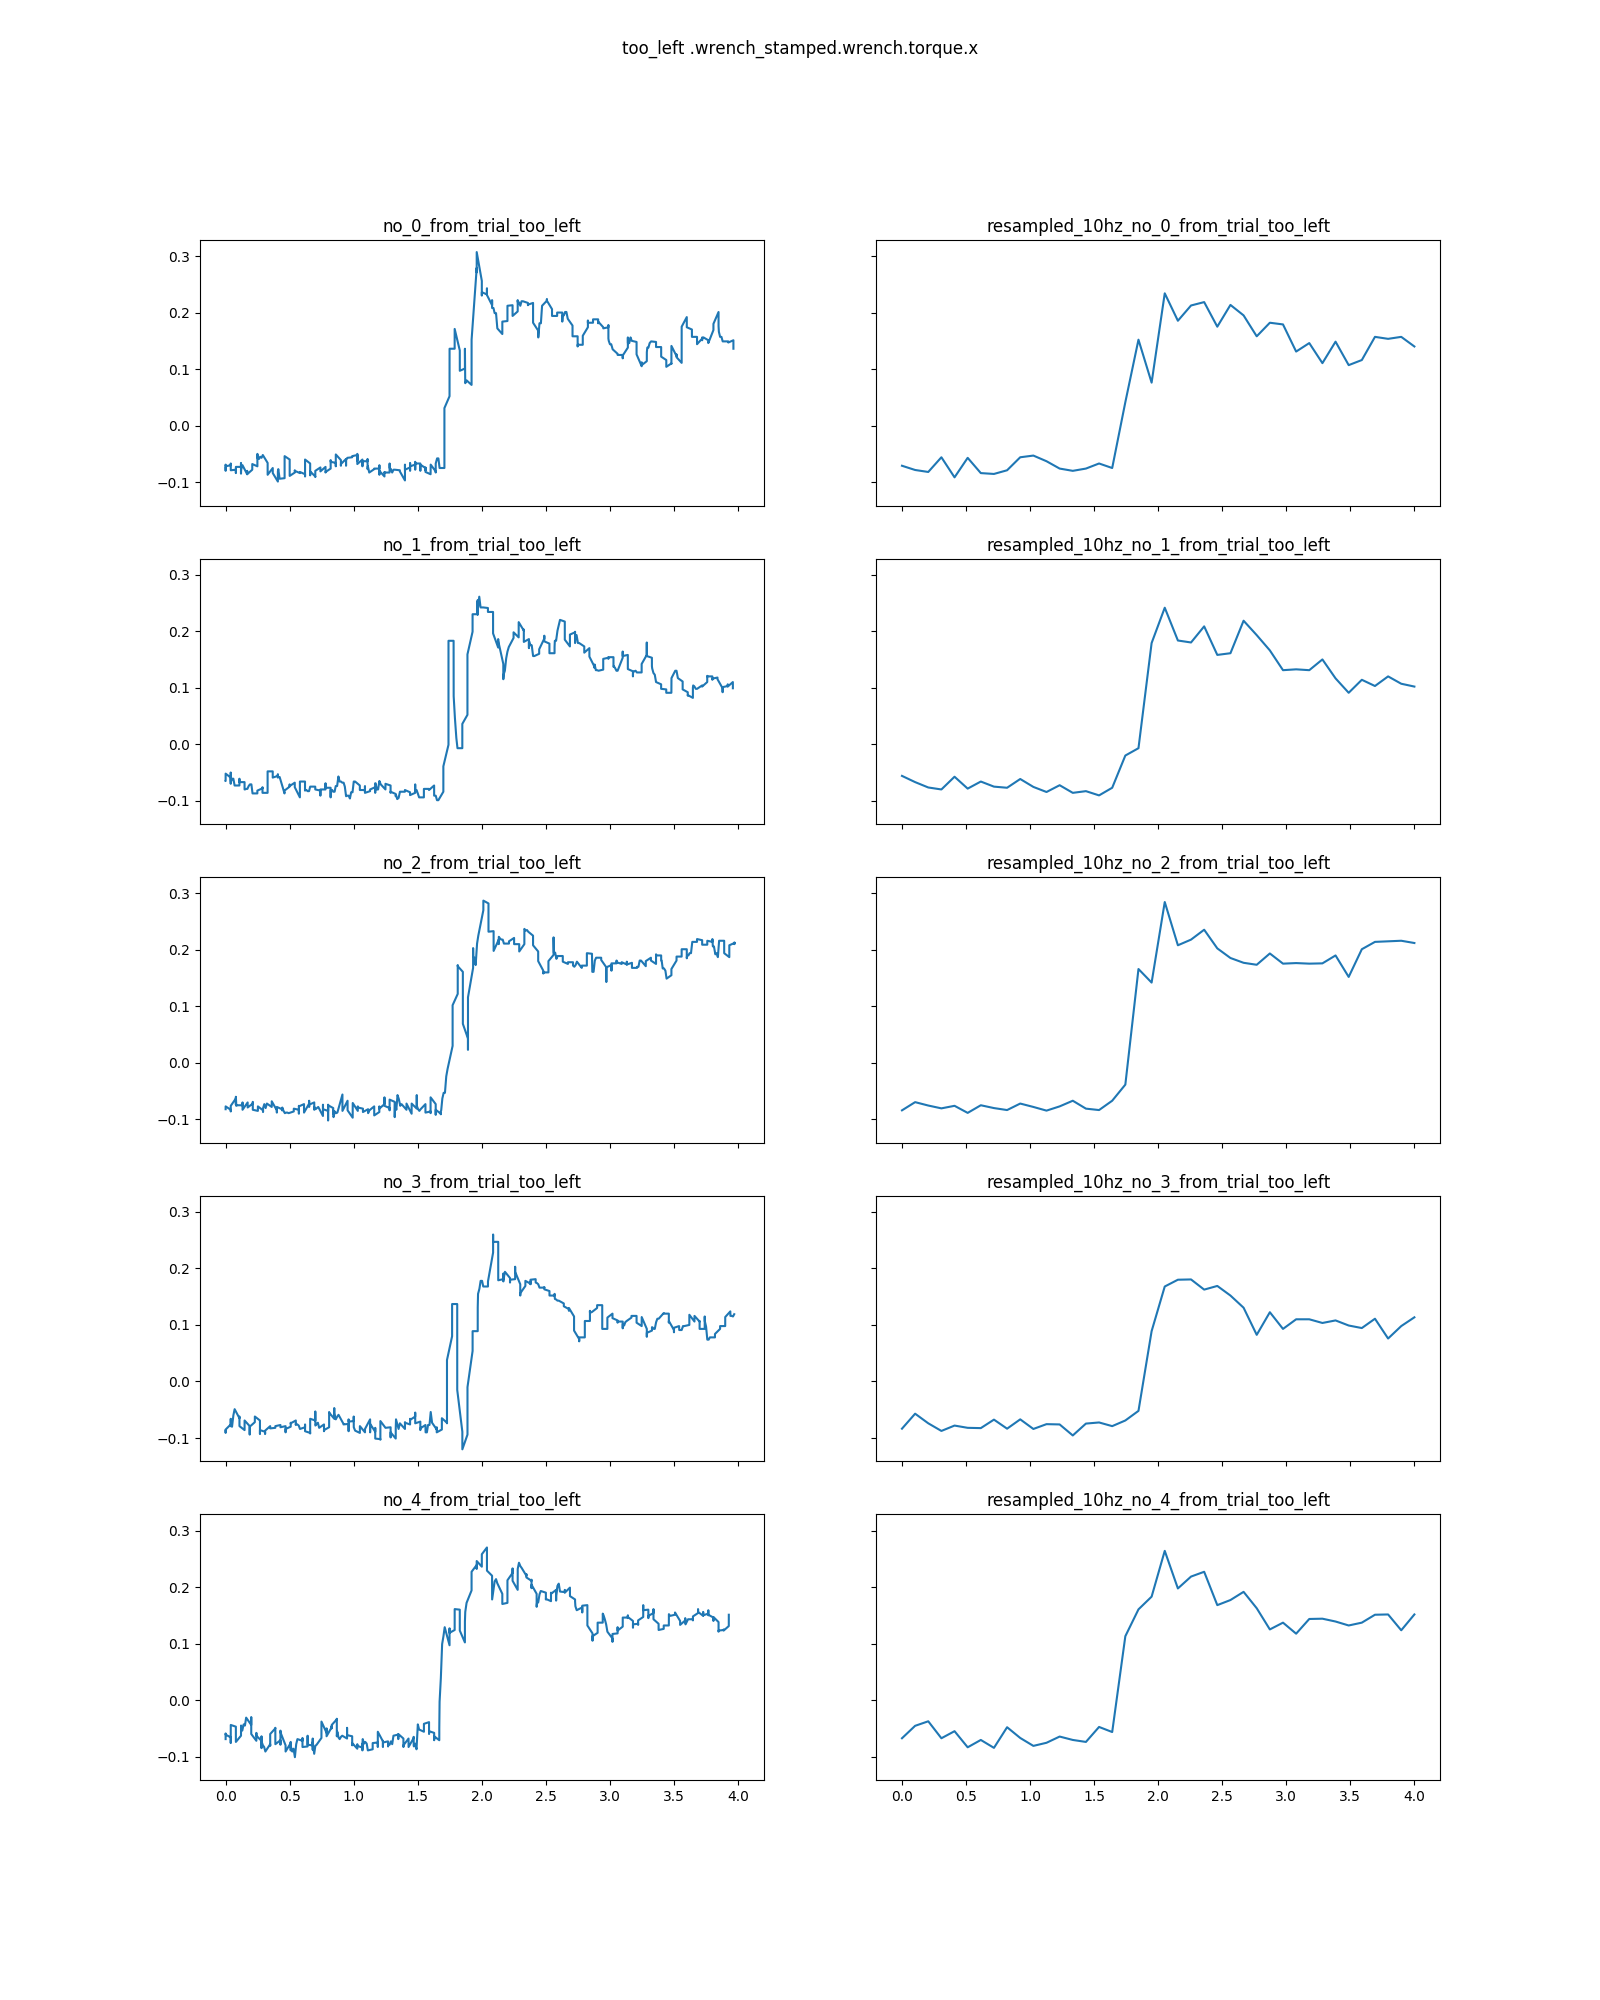 too_left .wrench_stamped.wrench.torque.x
no_0_from_trial_too_left
resampled_10hz_no_0_from_trial_too_left
0.3
0.2
0.1
0.0
−0.1
no_1_from_trial_too_left
resampled_10hz_no_1_from_trial_too_left
0.3
0.2
0.1
0.0
−0.1
no_2_from_trial_too_left
resampled_10hz_no_2_from_trial_too_left
0.3
0.2
0.1
0.0
−0.1
no_3_from_trial_too_left
resampled_10hz_no_3_from_trial_too_left
0.3
0.2
0.1
0.0
−0.1
no_4_from_trial_too_left
resampled_10hz_no_4_from_trial_too_left
0.3
0.2
0.1
0.0
−0.1
0.0 0.5 1.0 1.5 2.0 2.5 3.0 3.5 4.0
0.0 0.5 1.0 1.5 2.0 2.5 3.0 3.5 4.0